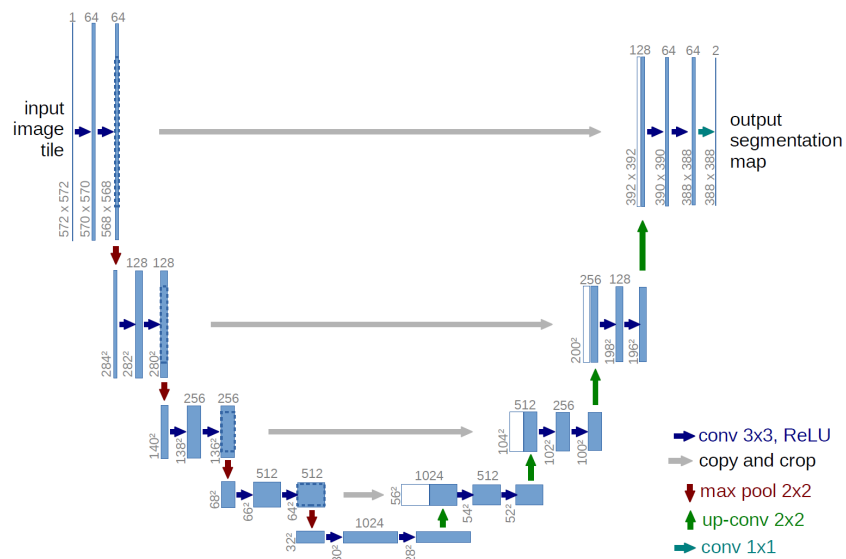 1 64 64
128 64 64 2
input
image
tile
output
segmentation
map
572 x 572
570 x 570
568 x 568
392 x 392
390 x 390
388 x 388
388 x 388
128 128
256 128
284²
282²
280²
200²
198²
196²
256 256
512 256
140²
138²
136²
104²
102²
100²
512 512
1024 512
68²
66²
64²
56²
54²
52²
1024
32²
conv 3x3, ReLU
copy and crop
max pool 2x2
up-conv 2x2
conv 1x1